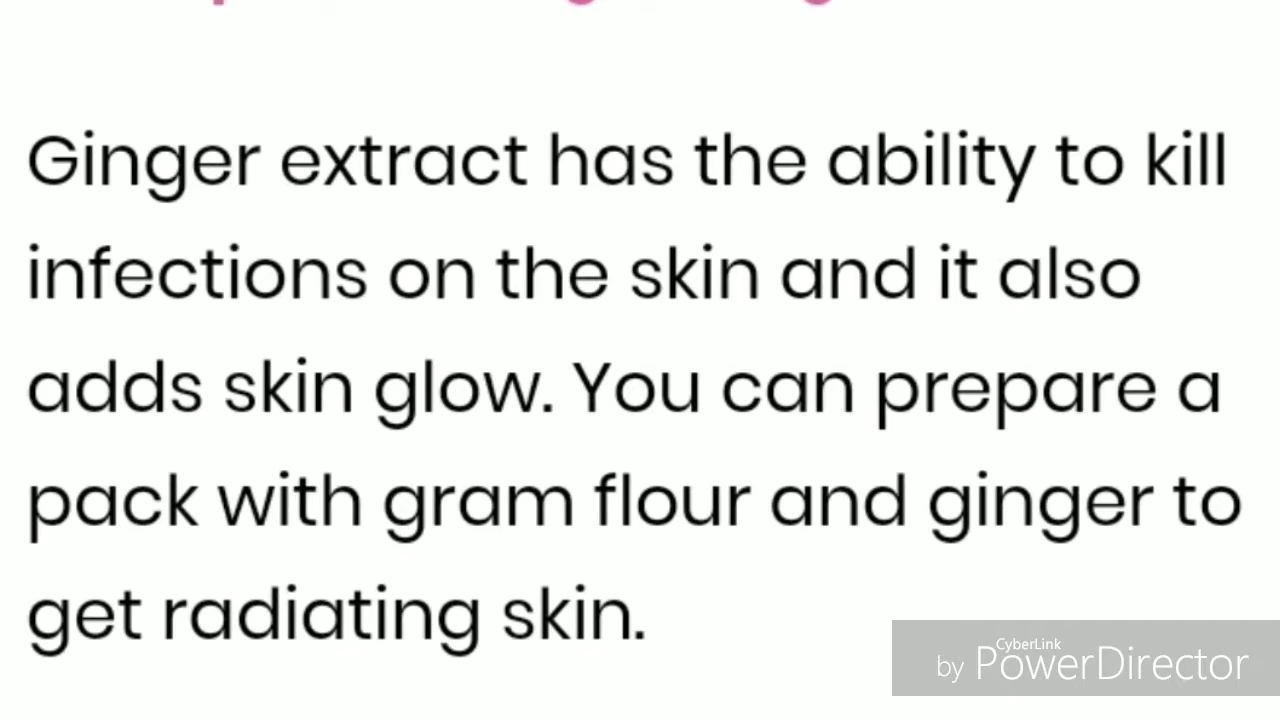 Ginger extract has the ability to kill
infections on the skin and it also
adds skin glow. You can prepare a
pack with gram flour and ginger to
get radiating skin.
CyberLink
by PowerDirector